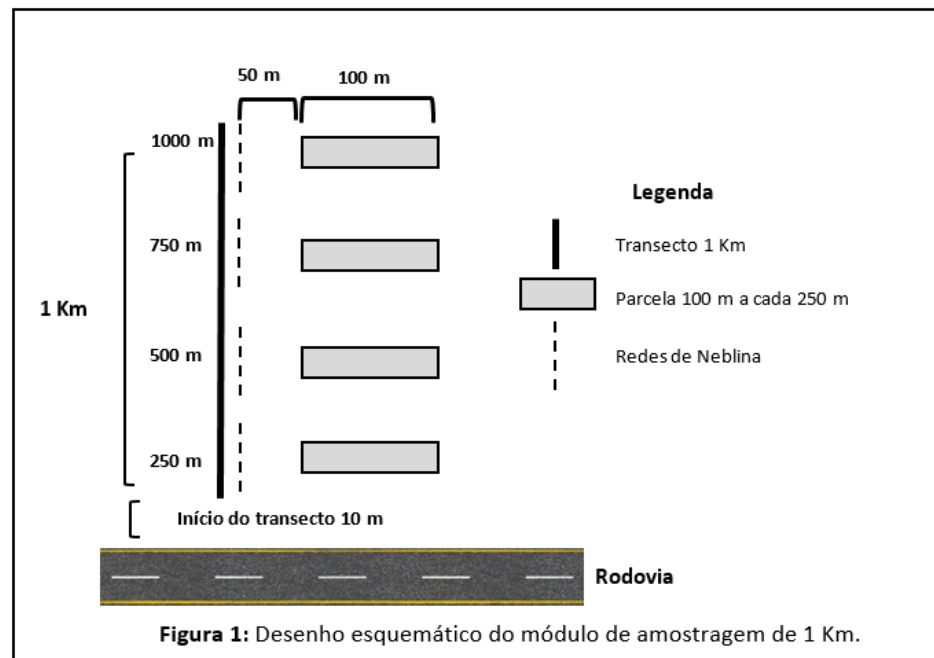 50 m
100 m
1000 m
Legenda
750 m
Transecto 1 Km
1 Km
Parcela 100 m a cada 250 m
500 m
Redes de Neblina
250 m
Início do transecto 10 m
Rodovia
Figura 1: Desenho esquemático do módulo de amostragem de 1 Km.